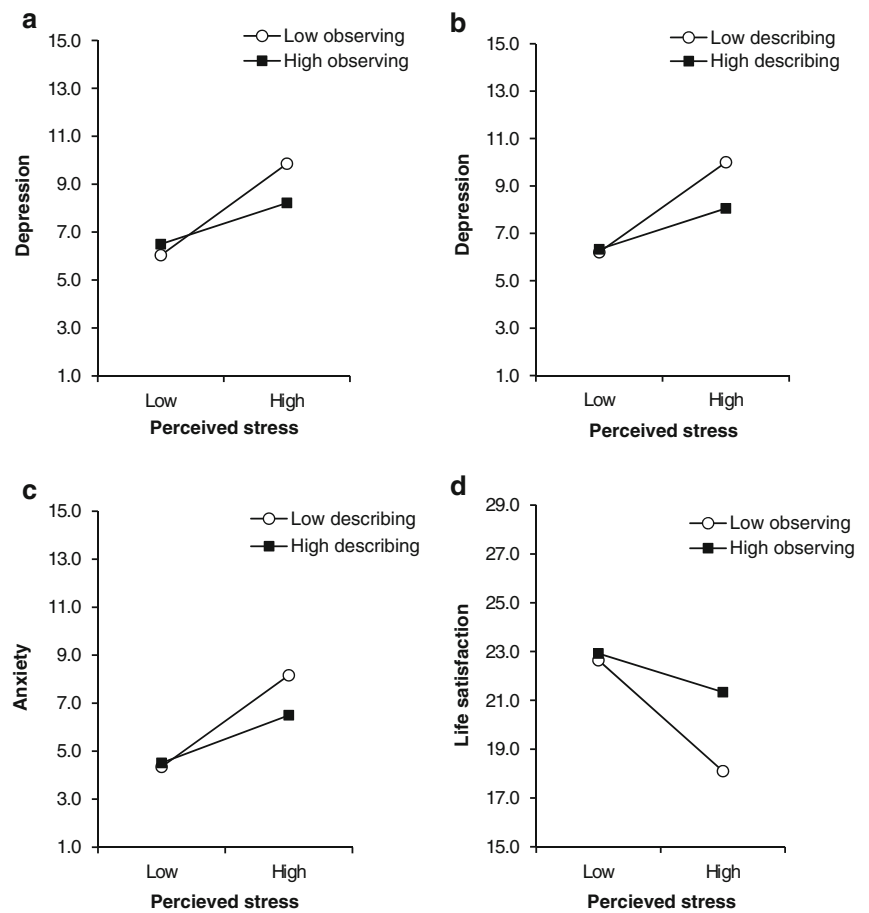 a
Low observing
High observing
15.0
13.0
11.0
9.0
7.0
5.0
3.0
1.0
Depression
Low High
Perceived stress
b
Low describing
High describing
15.0
13.0
11.0
9.0
7.0
5.0
3.0
1.0
Depression
Low High
Perceived stress
c
Low describing
High describing
15.0
13.0
11.0
9.0
7.0
5.0
3.0
1.0
Anxiety
Low High
Percieved stress
d
Low observing
High observing
29.0
27.0
25.0
23.0
21.0
19.0
17.0
15.0
Life satisfaction
Low High
Percieved stress